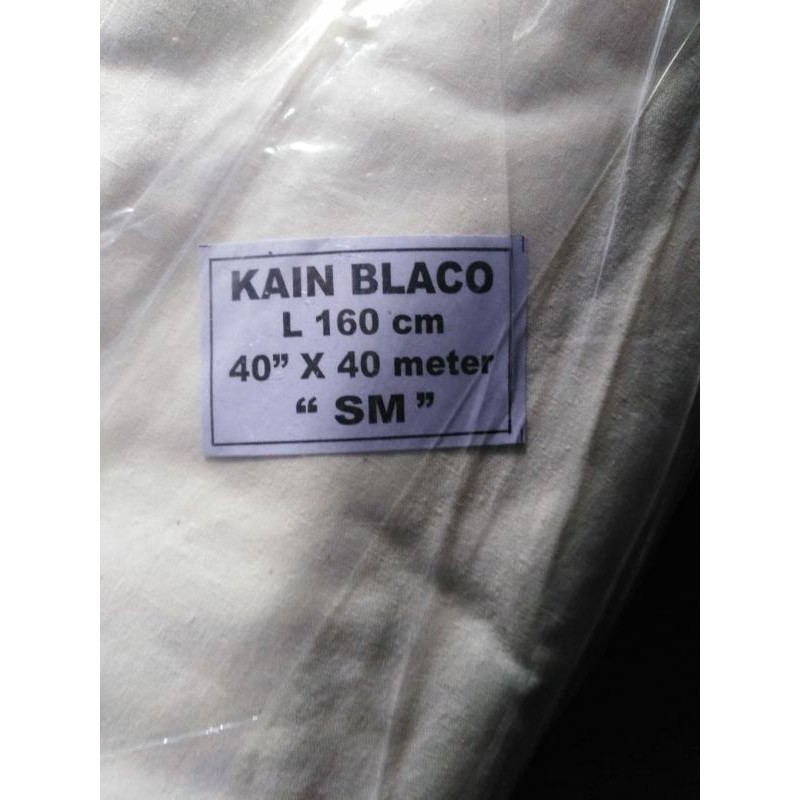 KAIN BLACO
L 160 cm
40” X 40 meter
“ SM ”